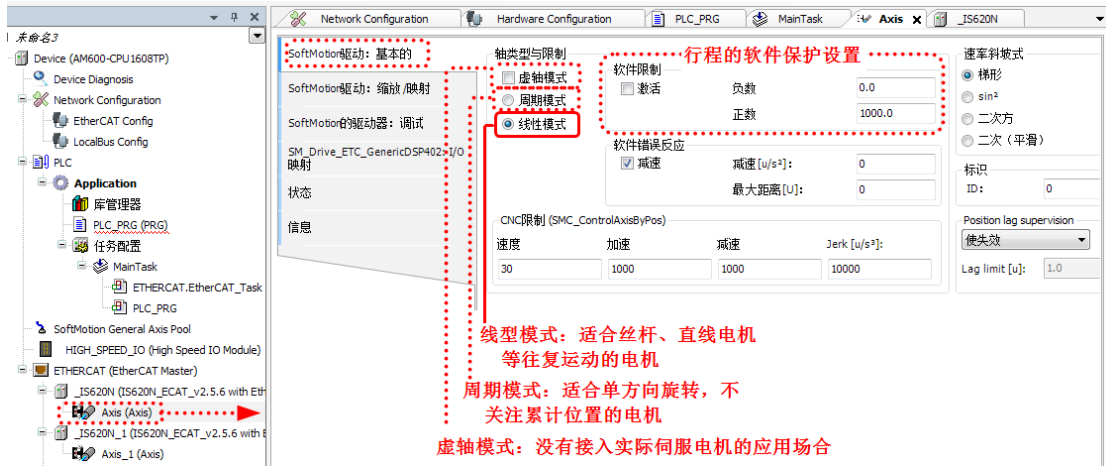 Network Configuration
Hardware Configuration
PLC_PRG
MainTask
Axis
_IS620N
未命名3
Device (AM600-CPU1608TP)
Device Diagnosis
Network Configuration
EtherCAT Config
LocalBus Config
PLC
Application
库管理器
PLC_PRG (PRG)
任务配置
MainTask
ETHERCAT.EtherCAT_Task
PLC_PRG
SoftMotion General Axis Pool
HIGH_SPEED_IO (High Speed IO Module)
ETHERCAT (EtherCAT Master)
_IS620N (IS620N_ECAT_v2.5.6 with Eth
Axis (Axis)
_IS620N_1 (IS620N_ECAT_v2.5.6 with E
Axis_1 (Axis)
SoftMotion驱动：基本的
SoftMotion驱动：缩放/映射
SoftMotion的驱动器：调试
SM_Drive_ETC_GenericDSP402>I/O
映射
状态
信息
轴类型与限制
虚轴模式
周期模式
线性模式
行程的软件保护设置
软件限制
激活
负数
0.0
正数
1000.0
软件错误反应
减速
减速[u/s²]:
0
最大距离[U]:
0
CNC限制 (SMC_ControlAxisByPos)
速度
加速
减速
Jerk [u/s³]:
30
1000
1000
10000
速率斜坡式
梯形
sin²
二次方
二次（平滑）
标识
ID:
0
Position lag supervision
使失效
Lag limit [u]:
1.0
线型模式：适合丝杆、直线电机
等往复运动的电机
周期模式：适合单方向旋转，不
关注累计位置的电机
虚轴模式：没有接入实际伺服电机的应用场合